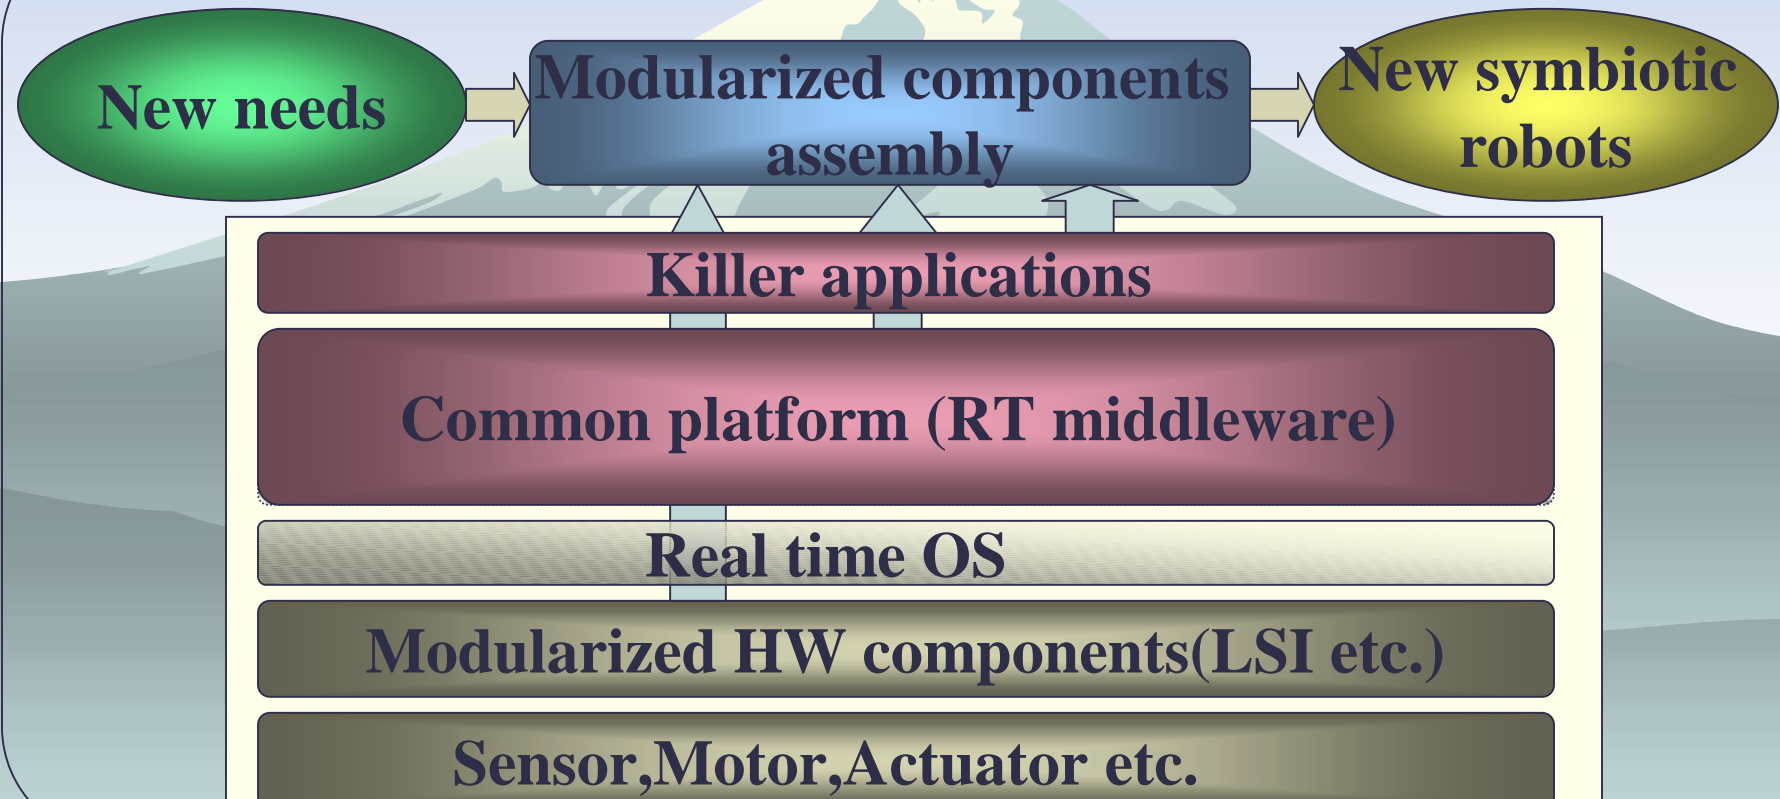 New needs
Modularized components
assembly
New symbiotic
robots
Killer applications
Common platform (RT middleware)
Real time OS
Modularized HW components(LSI etc.)
Sensor,Motor,Actuator etc.